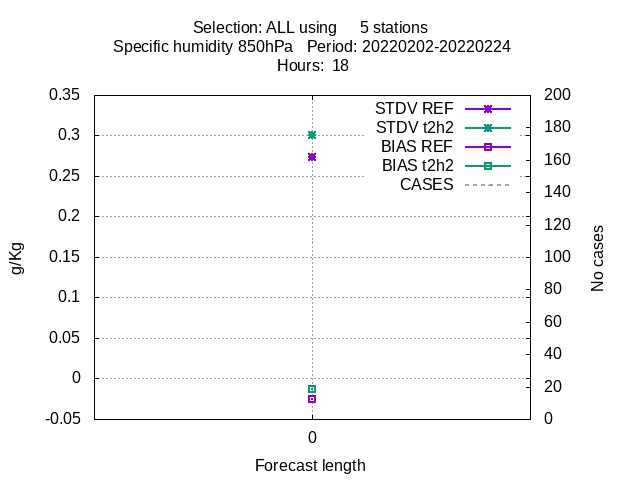 Selection: ALL using 5 stations
Specific humidity 850hPa Period: 20220202-20220224
Hours: 18
0.35
0.3
0.25
0.2
0.15
0.1
0.05
0
-0.05
g/Kg
STDV REF
STDV t2h2
BIAS REF
BIAS t2h2
CASES
200
180
160
140
120
100
80
60
40
20
0
No cases
0
Forecast length